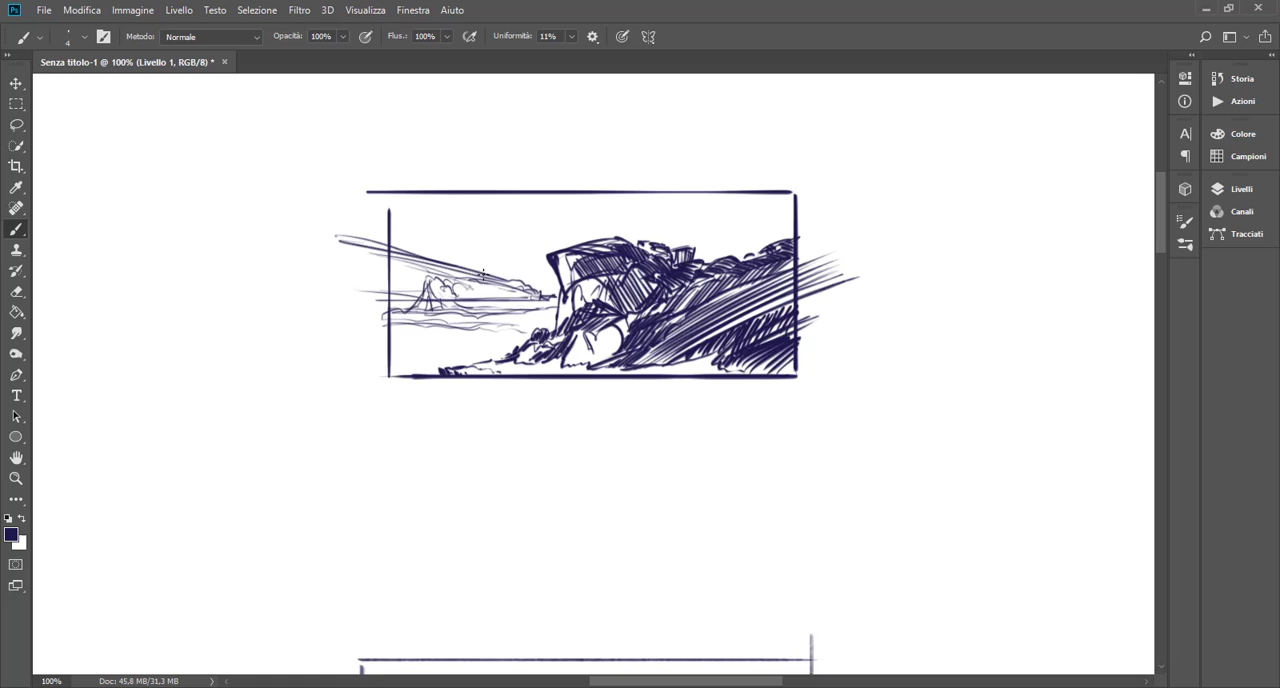 Ps File Modifica Immagine Livello Testo Selezione Filtro 3D Visualizza Finestra Aiuto
4 Metodo: Normale Opacità: 100% Flus.: 100% Uniformità: 11%
Senza titolo-1 @ 100% (Livello 1, RGB/8) *
Storia
Azioni
Colore
Campioni
Livelli
Canali
Tracciati
100% Doc: 45,8 MB/31,3 MB